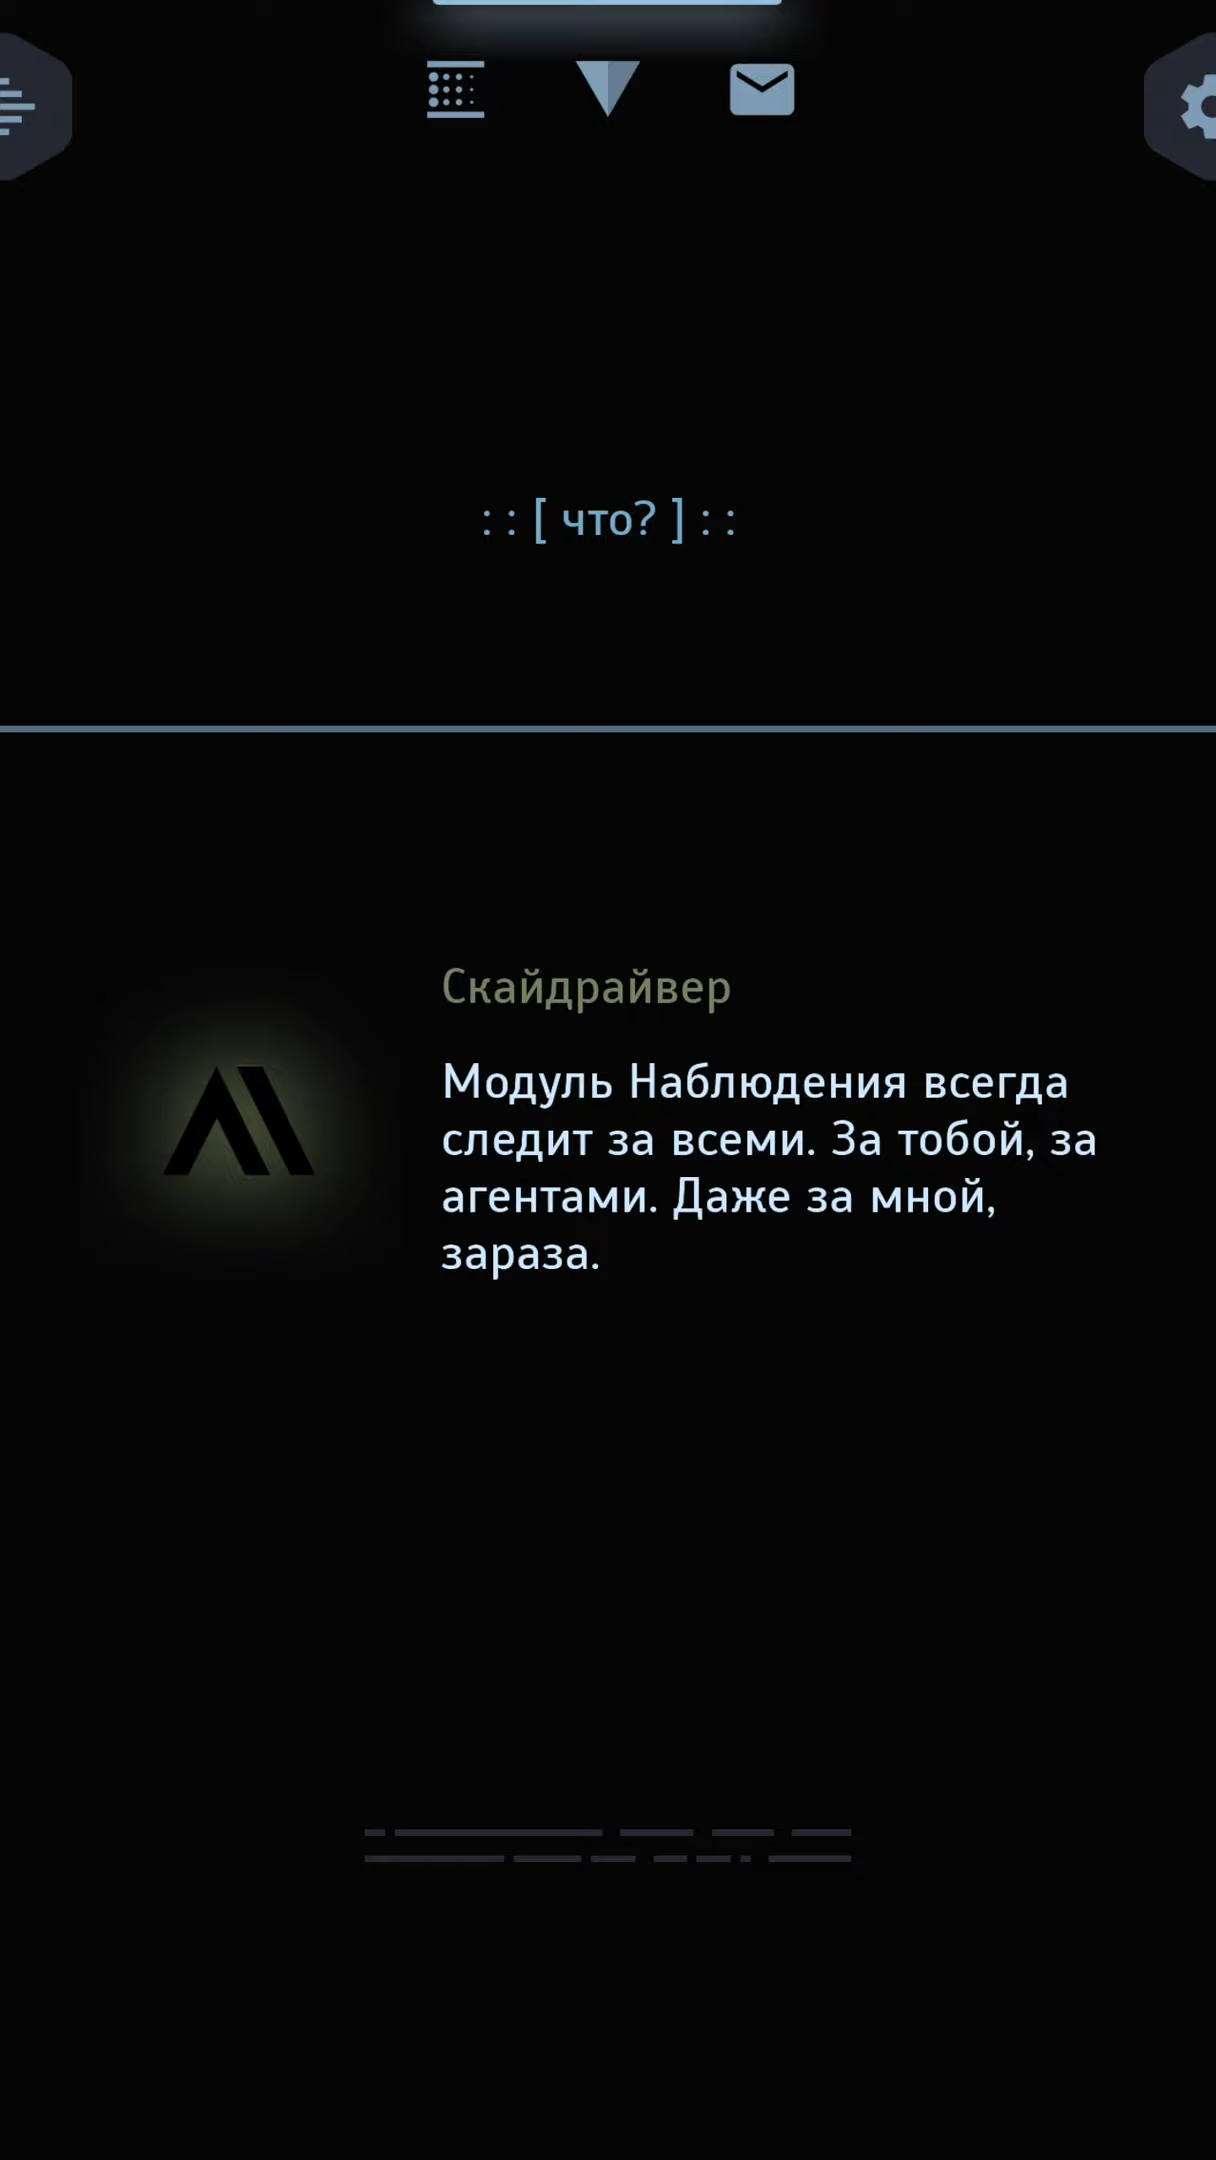 : : [ что? ] : :
Скайдрайвер
Модуль Наблюдения всегда
следит за всеми. За тобой, за
агентами. Даже за мной,
зараза.